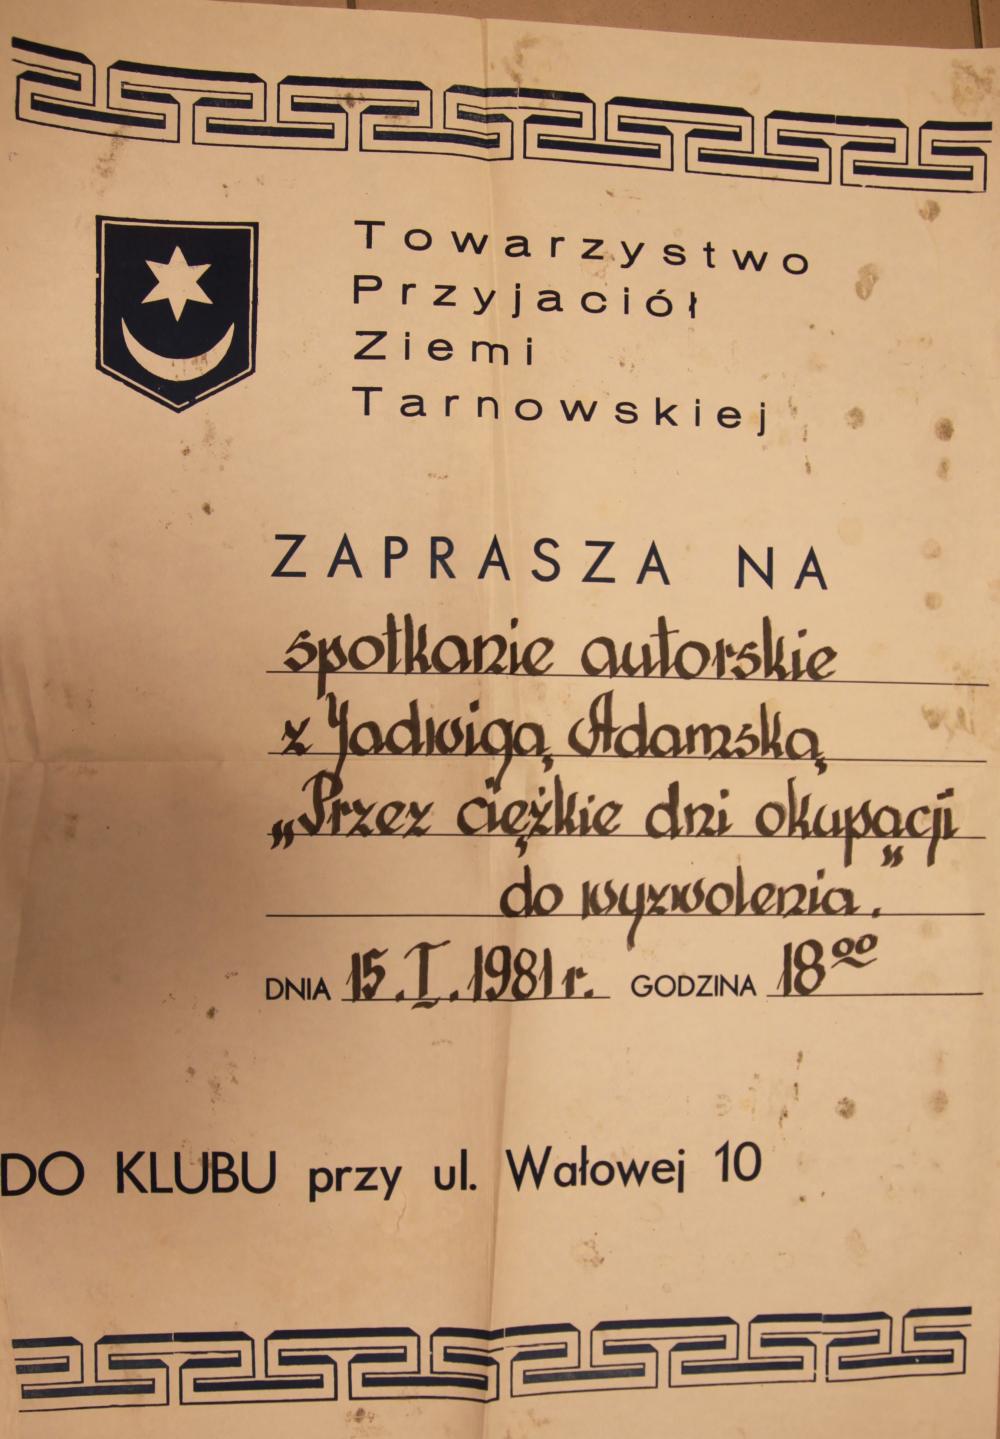 Towarzystwo
Przyjaciół
Ziemi
Tarnowskiej
ZAPRASZA NA
spotkanie autorskie
z Jadwigą Adamską
„Przez ciężkie dni okupacji
do wyzwolenia”.
DNIA 15.I.1981 r. GODZINA 18⁰⁰
DO KLUBU przy ul. Wałowej 10